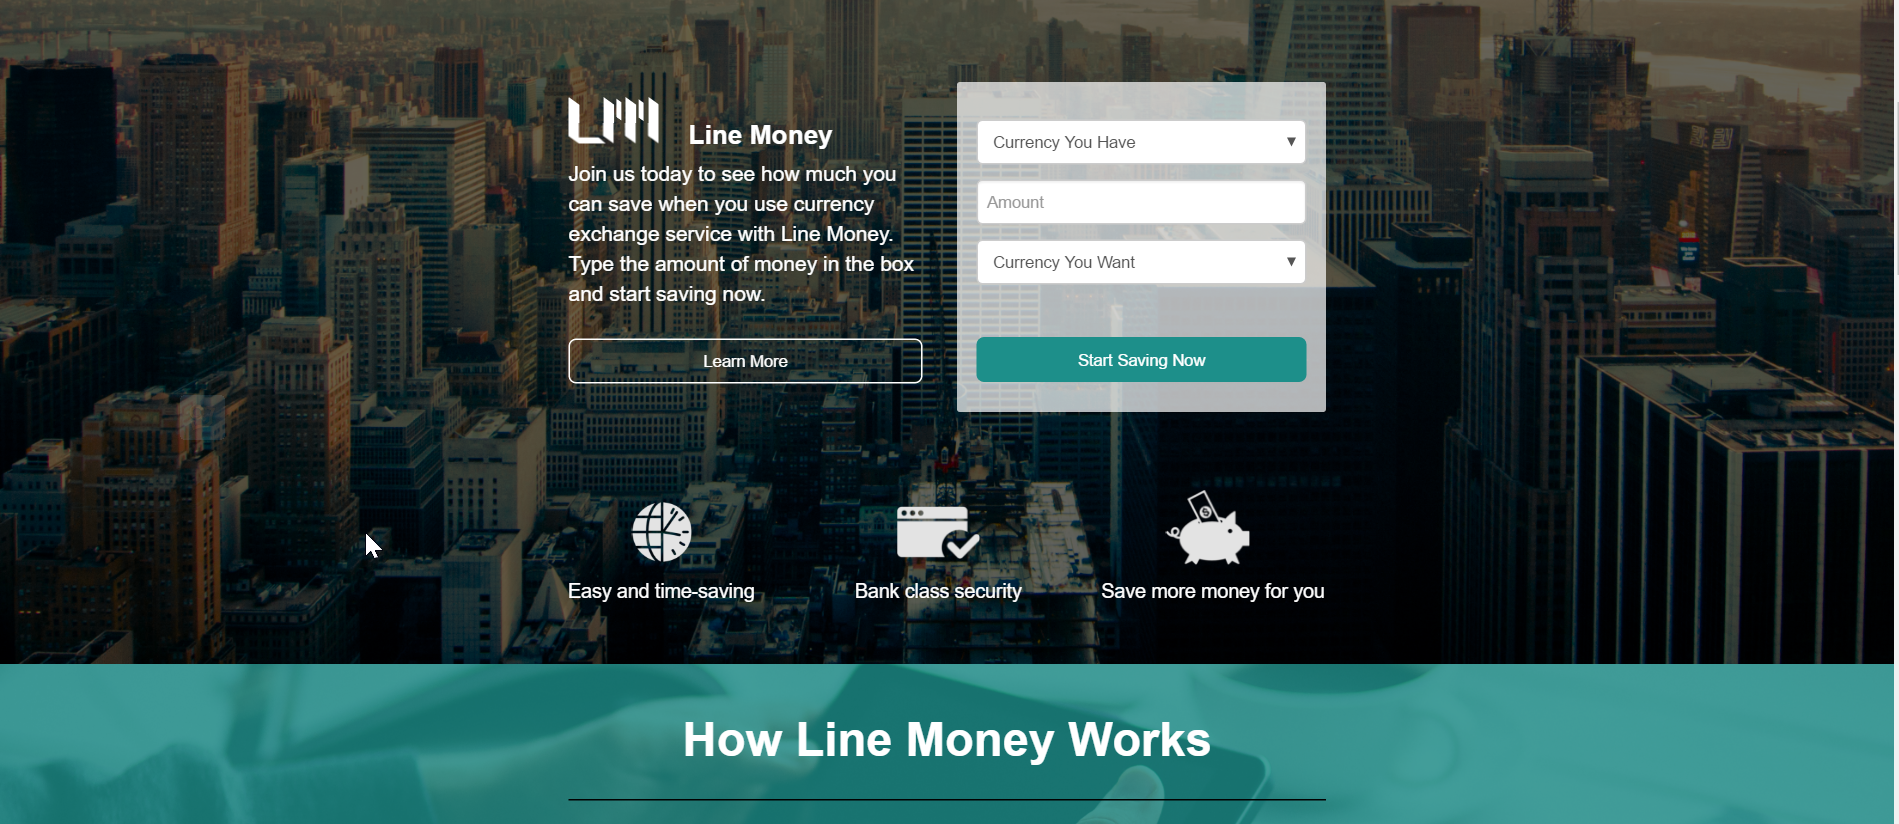 LM
Line Money
Join us today to see how much you
can save when you use currency
exchange service with Line Money.
Type the amount of money in the box
and start saving now.
Learn More
Currency You Have
Amount
Currency You Want
Start Saving Now
Easy and time-saving
Bank class security
Save more money for you
How Line Money Works